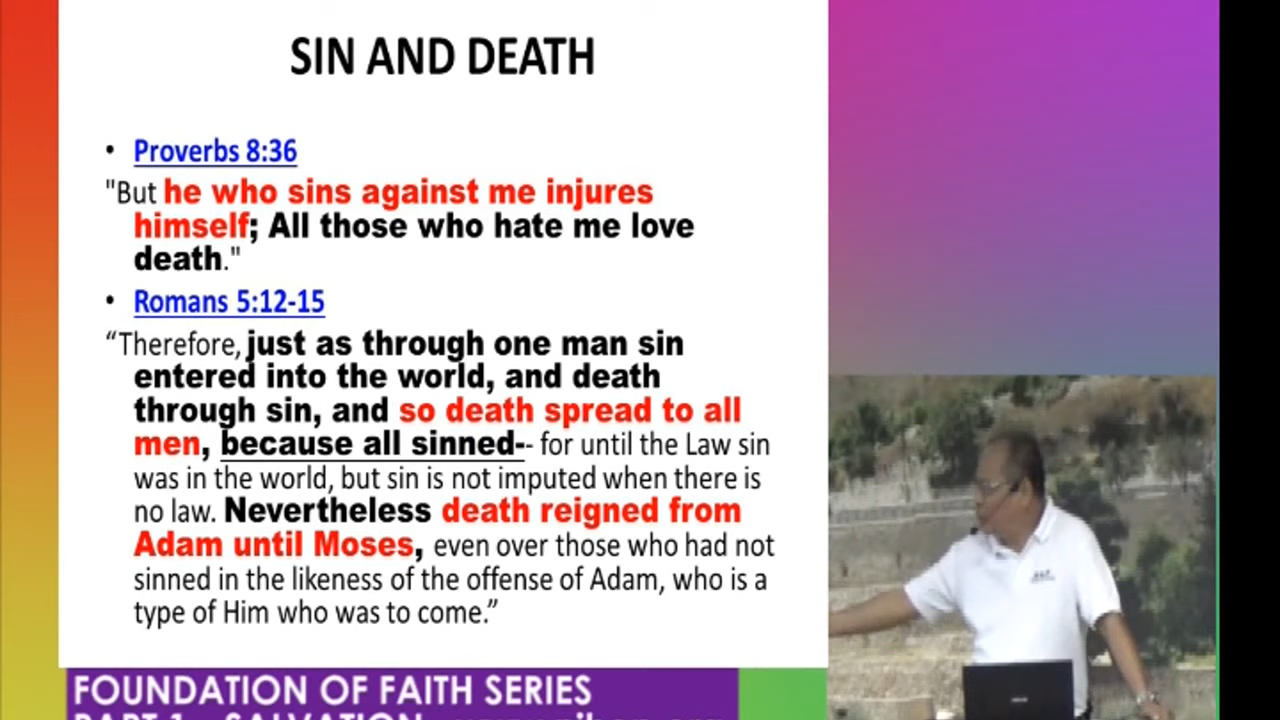 SIN AND DEATH
• Proverbs 8:36
"But he who sins against me injures
himself; All those who hate me love
death."
• Romans 5:12-15
“Therefore, just as through one man sin
entered into the world, and death
through sin, and so death spread to all
men, because all sinned-- for until the Law sin
was in the world, but sin is not imputed when there is
no law. Nevertheless death reigned from
Adam until Moses, even over those who had not
sinned in the likeness of the offense of Adam, who is a
type of Him who was to come.”
FOUNDATION OF FAITH SERIES
PART 1 - SALVATION